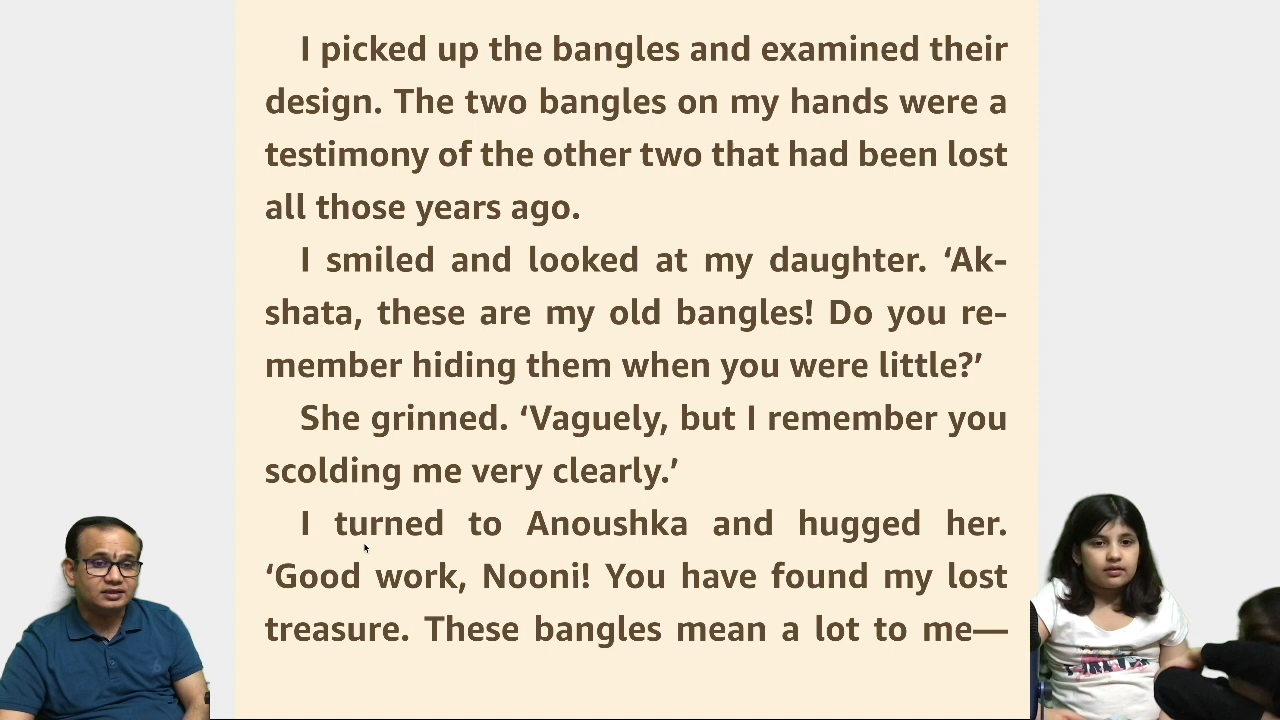 I picked up the bangles and examined their
design. The two bangles on my hands were a
testimony of the other two that had been lost
all those years ago.
I smiled and looked at my daughter. ‘Ak-
shata, these are my old bangles! Do you re-
member hiding them when you were little?’
She grinned. ‘Vaguely, but I remember you
scolding me very clearly.’
I turned to Anoushka and hugged her.
‘Good work, Nooni! You have found my lost
treasure. These bangles mean a lot to me—